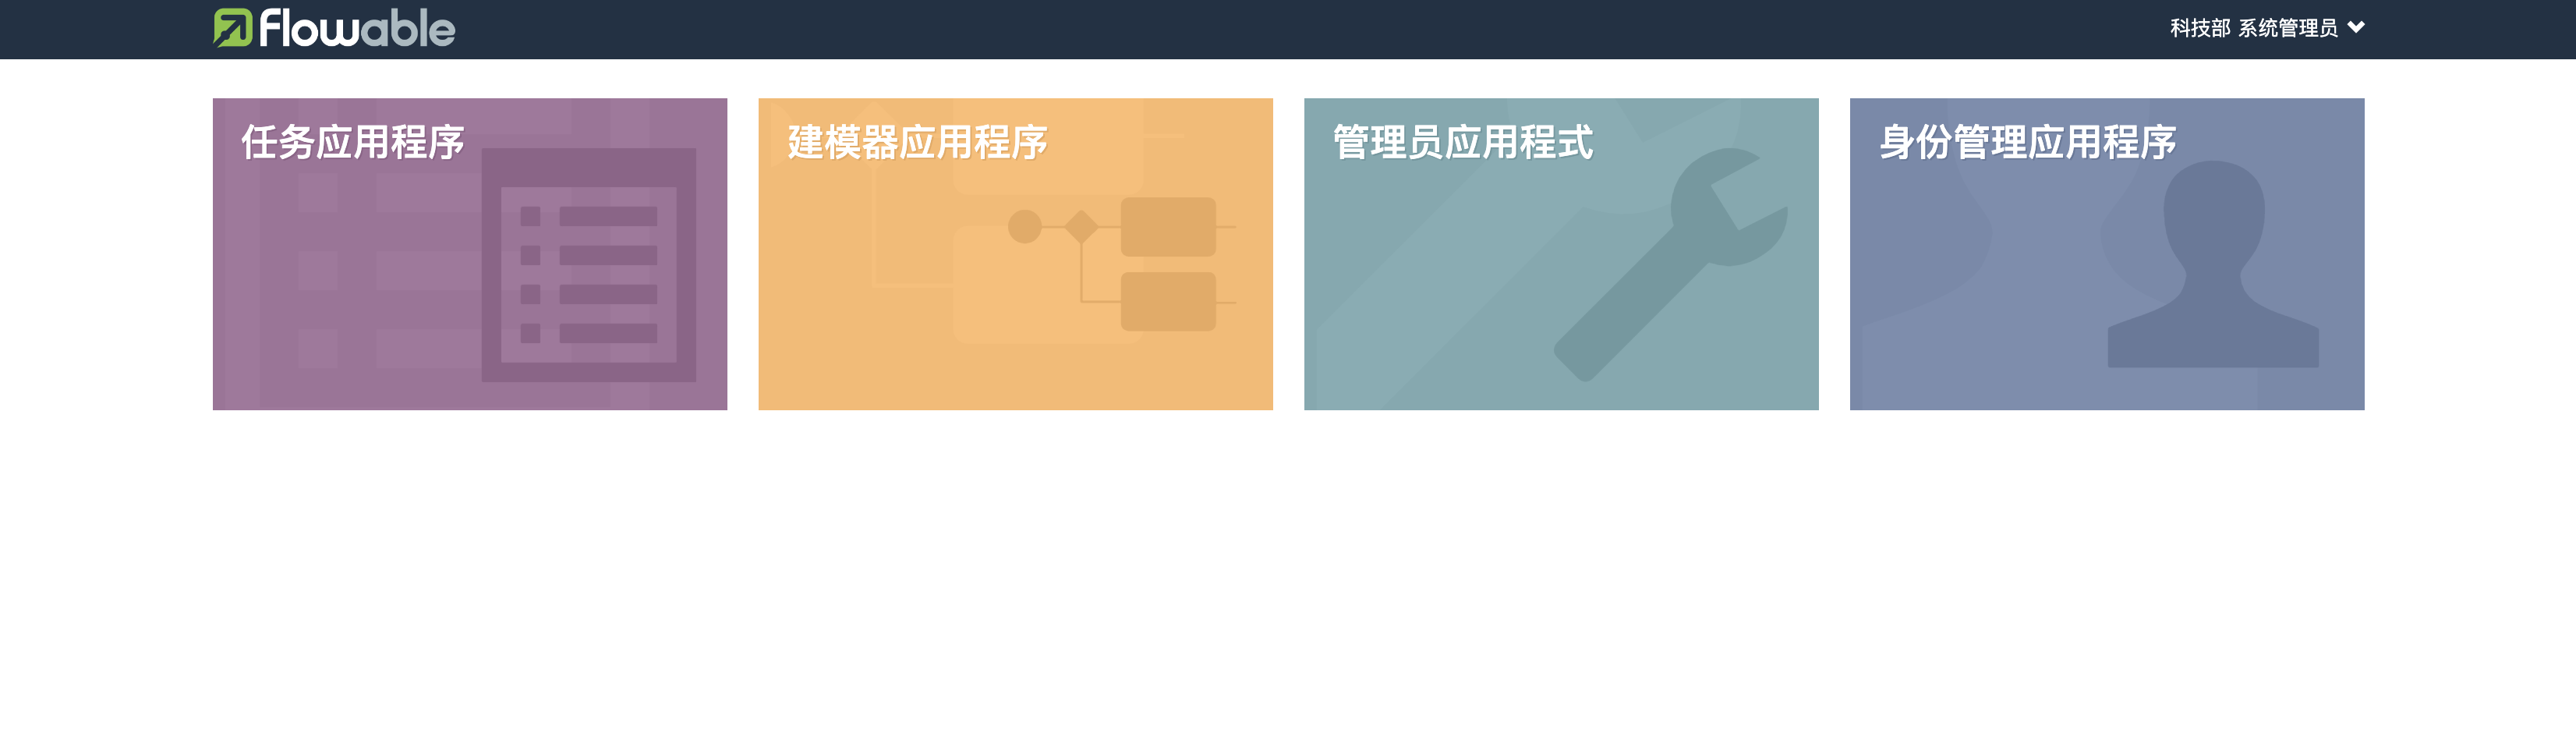 flowable
科技部 系统管理员
任务应用程序
建模器应用程序
管理员应用程式
身份管理应用程序